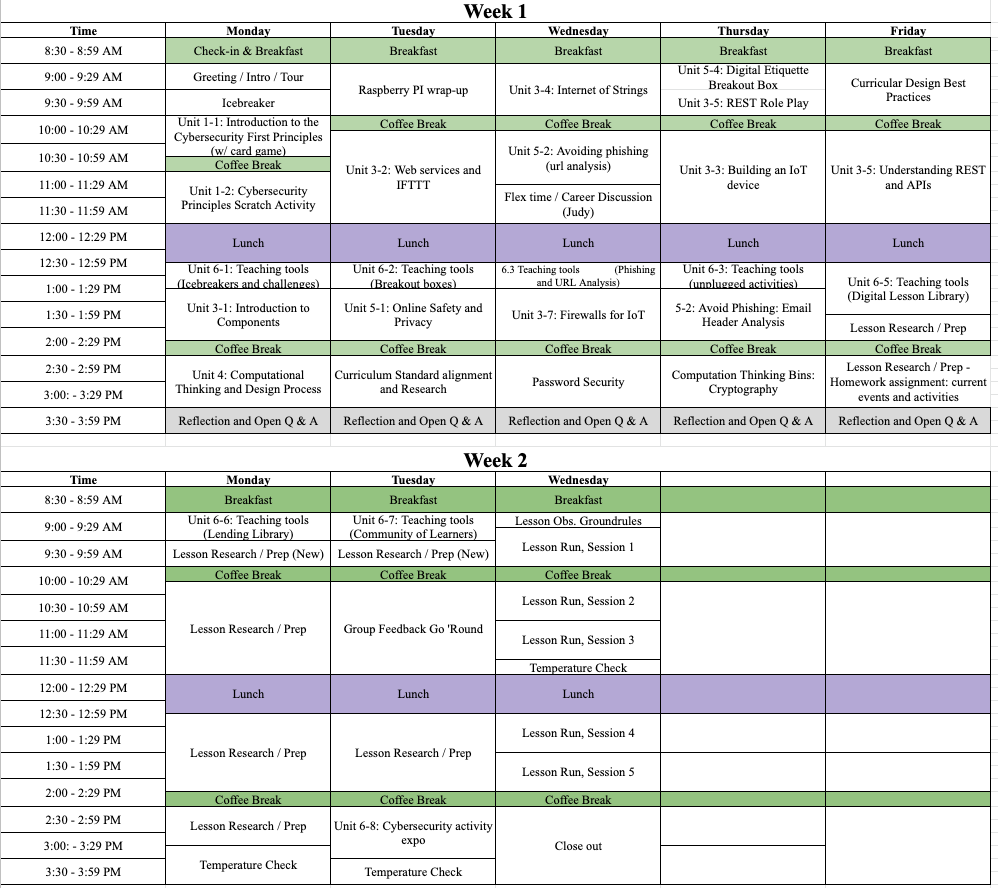 Week 1
Time Monday Tuesday Wednesday Thursday Friday
8:30 - 8:59 AM Check-in & Breakfast Breakfast Breakfast Breakfast Breakfast
9:00 - 9:29 AM
Greeting / Intro / Tour
Raspberry PI wrap-up
Unit 3-4: Internet of Strings
Unit 5-4: Digital Etiquette
Breakout Box
Curricular Design Best
Practices
9:30 - 9:59 AM
Icebreaker
Unit 3-5: REST Role Play
10:00 - 10:29 AM
Unit 1-1: Introduction to the
Cybersecurity First Principles
(w/ card game)
Coffee Break
Coffee Break
Coffee Break
Coffee Break
10:30 - 10:59 AM
Coffee Break
Unit 3-2: Web services and
IFTTT
Unit 5-2: Avoiding phishing
(url analysis)
Unit 3-3: Building an IoT
device
Unit 3-5: Understanding REST
and APIs
11:00 - 11:29 AM
Unit 1-2: Cybersecurity
Principles Scratch Activity
11:30 - 11:59 AM
Flex time / Career Discussion
(Judy)
12:00 - 12:29 PM
Lunch Lunch Lunch Lunch Lunch
12:30 - 12:59 PM
Unit 6-1: Teaching tools
(Icebreakers and challenges)
Unit 6-2: Teaching tools
(Breakout boxes)
6.3 Teaching tools (Phishing
and URL Analysis)
Unit 6-3: Teaching tools
(unplugged activities)
Unit 6-5: Teaching tools
(Digital Lesson Library)
1:00 - 1:29 PM
1:30 - 1:59 PM
Unit 3-1: Introduction to
Components
Unit 5-1: Online Safety and
Privacy
Unit 3-7: Firewalls for IoT
5-2: Avoid Phishing: Email
Header Analysis
Lesson Research / Prep
2:00 - 2:29 PM
Coffee Break Coffee Break Coffee Break Coffee Break Coffee Break
2:30 - 2:59 PM
Unit 4: Computational
Thinking and Design Process
Curriculum Standard alignment
and Research
Password Security
Computation Thinking Bins:
Cryptography
Lesson Research / Prep -
Homework assignment: current
events and activities
3:00: - 3:29 PM
3:30 - 3:59 PM Reflection and Open Q & A Reflection and Open Q & A Reflection and Open Q & A Reflection and Open Q & A Reflection and Open Q & A
Week 2
Time Monday Tuesday Wednesday
8:30 - 8:59 AM Breakfast Breakfast Breakfast
9:00 - 9:29 AM
Unit 6-6: Teaching tools
(Lending Library)
Unit 6-7: Teaching tools
(Community of Learners)
Lesson Obs. Groundrules
Lesson Run, Session 1
9:30 - 9:59 AM
Lesson Research / Prep (New)
Lesson Research / Prep (New)
10:00 - 10:29 AM
Coffee Break Coffee Break Coffee Break
10:30 - 10:59 AM
Lesson Run, Session 2
11:00 - 11:29 AM
Lesson Research / Prep
Group Feedback Go 'Round
Lesson Run, Session 3
11:30 - 11:59 AM
Temperature Check
12:00 - 12:29 PM
Lunch Lunch Lunch
12:30 - 12:59 PM
1:00 - 1:29 PM
Lesson Research / Prep
Lesson Research / Prep
Lesson Run, Session 4
1:30 - 1:59 PM
Lesson Run, Session 5
2:00 - 2:29 PM
Coffee Break Coffee Break Coffee Break
2:30 - 2:59 PM
Lesson Research / Prep
Unit 6-8: Cybersecurity activity
expo
3:00: - 3:29 PM
Close out
3:30 - 3:59 PM
Temperature Check
Temperature Check